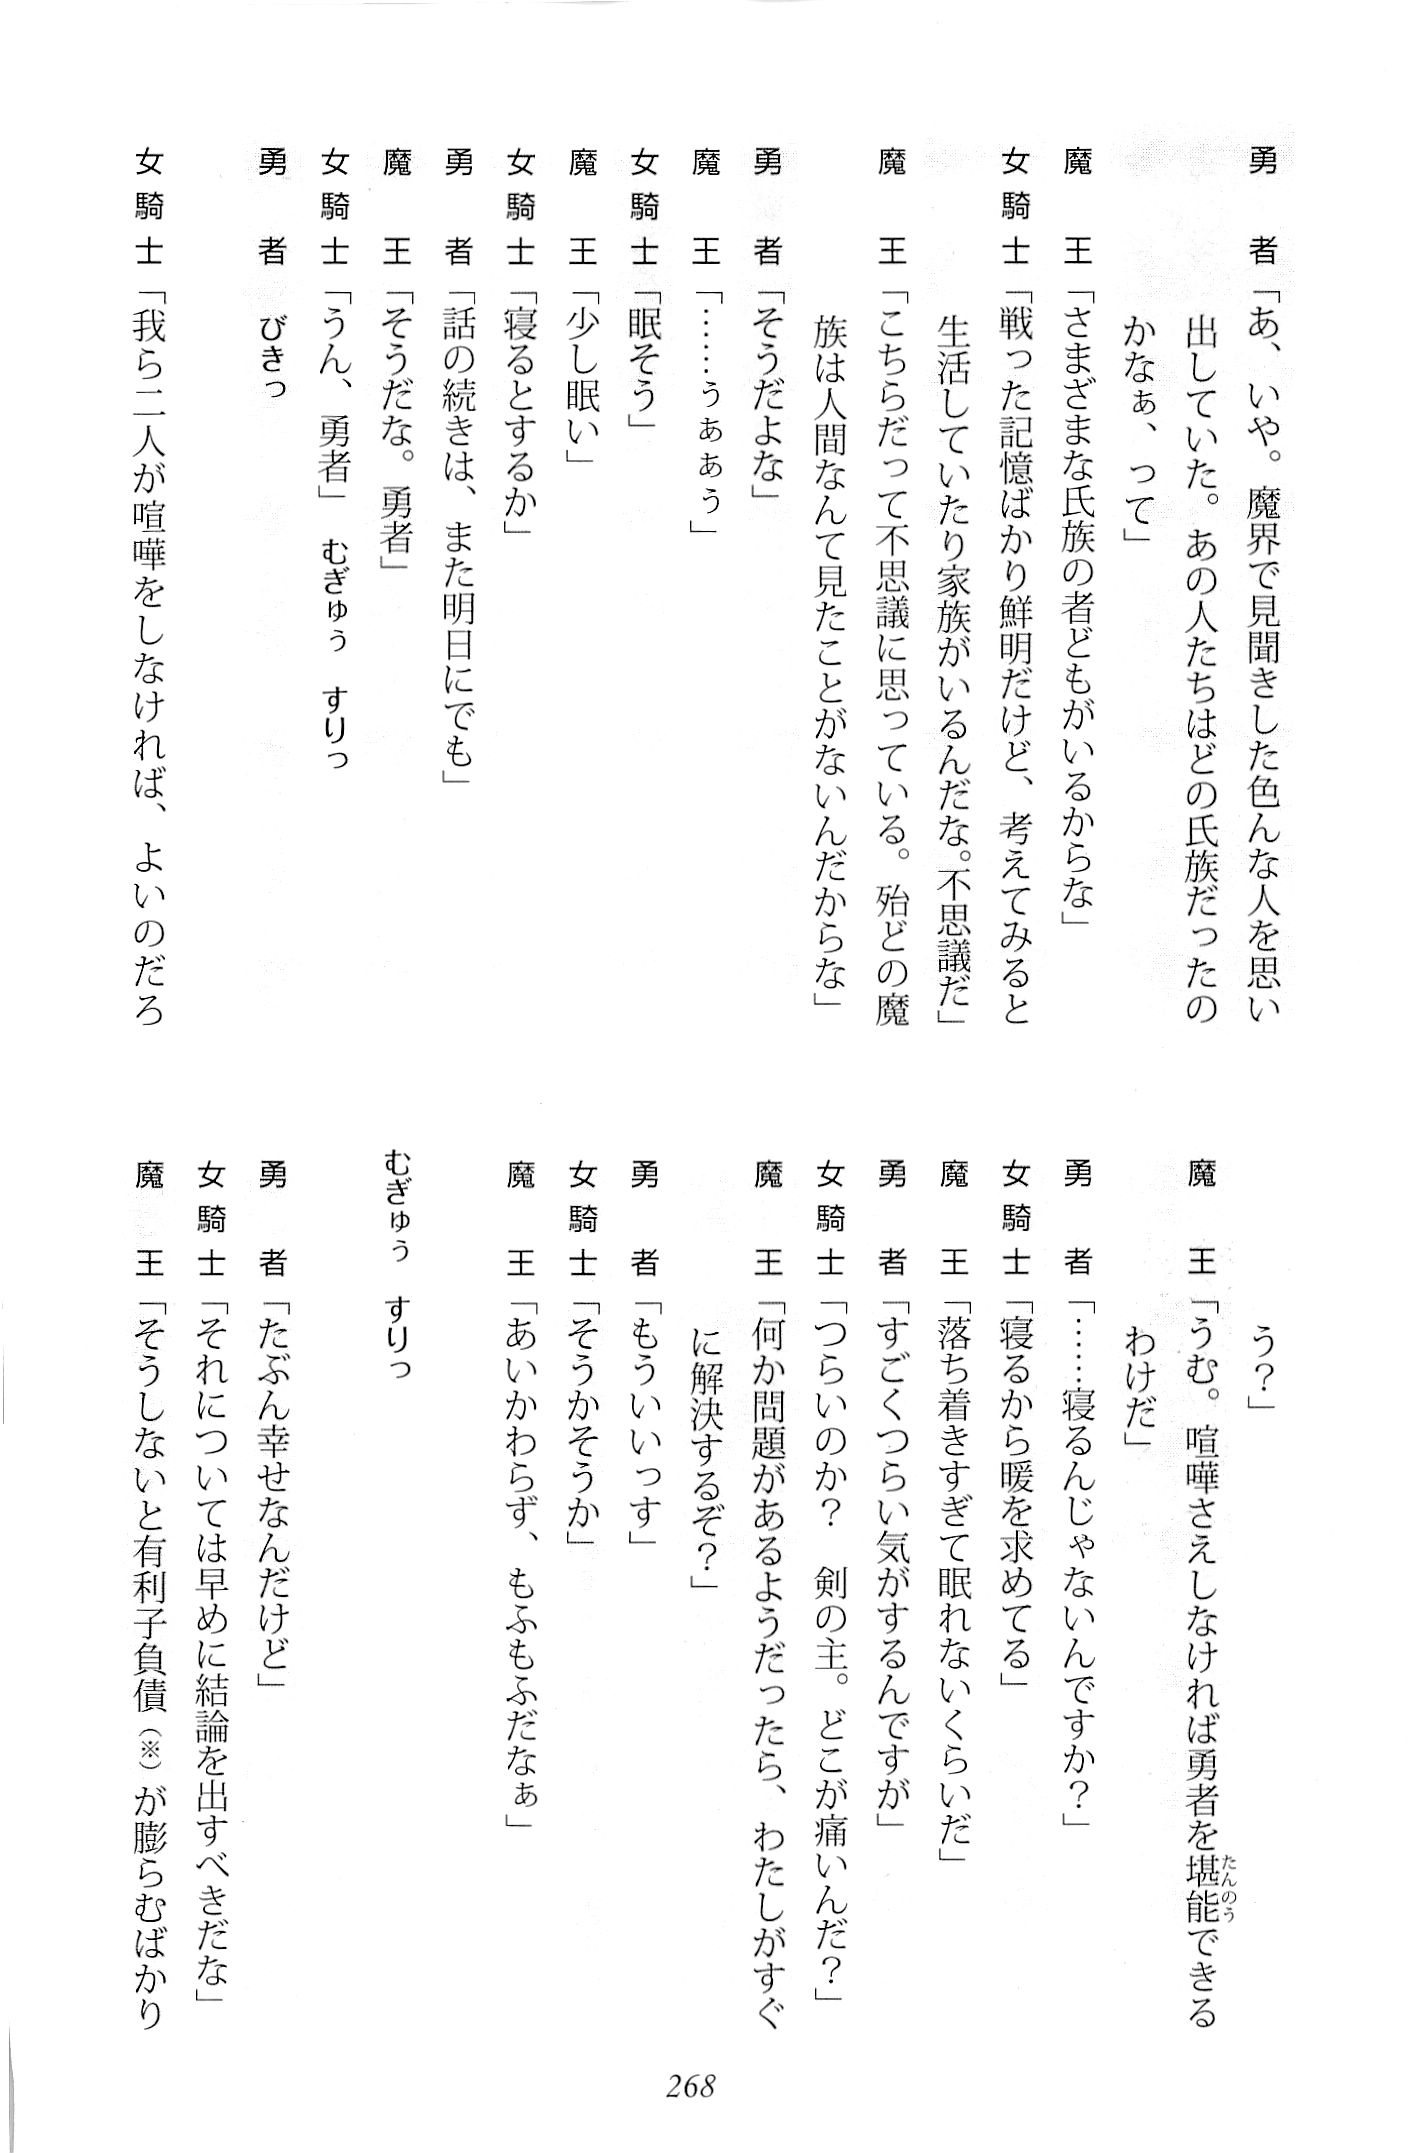 勇　者「あ、いや。魔界で見聞きした色んな人を思い
出していた。あの人たちはどの氏族だったの
かなぁ、って」
魔　王「さまざまな氏族の者どもがいるからな」
女騎士「戦った記憶ばかり鮮明だけど、考えてみると
生活していたり家族がいるんだな。不思議だ」
魔　王「こちらだって不思議に思っている。殆どの魔
族は人間なんて見たことがないんだからな」
勇　者「そうだよな」
魔　王「……うぁぁう」
女騎士「眠そう」
魔　王「少し眠い」
女騎士「寝るとするか」
勇　者「話の続きは、また明日にでも」
魔　王「そうだな。勇者」
女騎士「うん、勇者」　むぎゅぅ　すりっ
勇　者　びきっ
女騎士「我ら二人が喧嘩をしなければ、よいのだろ
う？」
魔　王「うむ。喧嘩さえしなければ勇者を堪能（たんのう）できる
わけだ」
勇　者「……寝るんじゃないんですか？」
女騎士「寝るから暖を求めてる」
魔　王「落ち着きすぎて眠れないくらいだ」
勇　者「すごくつらい気がするんですが」
女騎士「つらいのか？　剣の主。どこが痛いんだ？」
魔　王「何か問題があるようだったら、わたしがすぐ
に解決するぞ？」
勇　者「もういいっす」
女騎士「そうかそうか」
魔　王「あいかわらず、もふもふだなぁ」
むぎゅぅ　すりっ
勇　者「たぶん幸せなんだけど」
女騎士「それについては早めに結論を出すべきだな」
魔　王「そうしないと有利子負債（※）が膨らむばかり
268